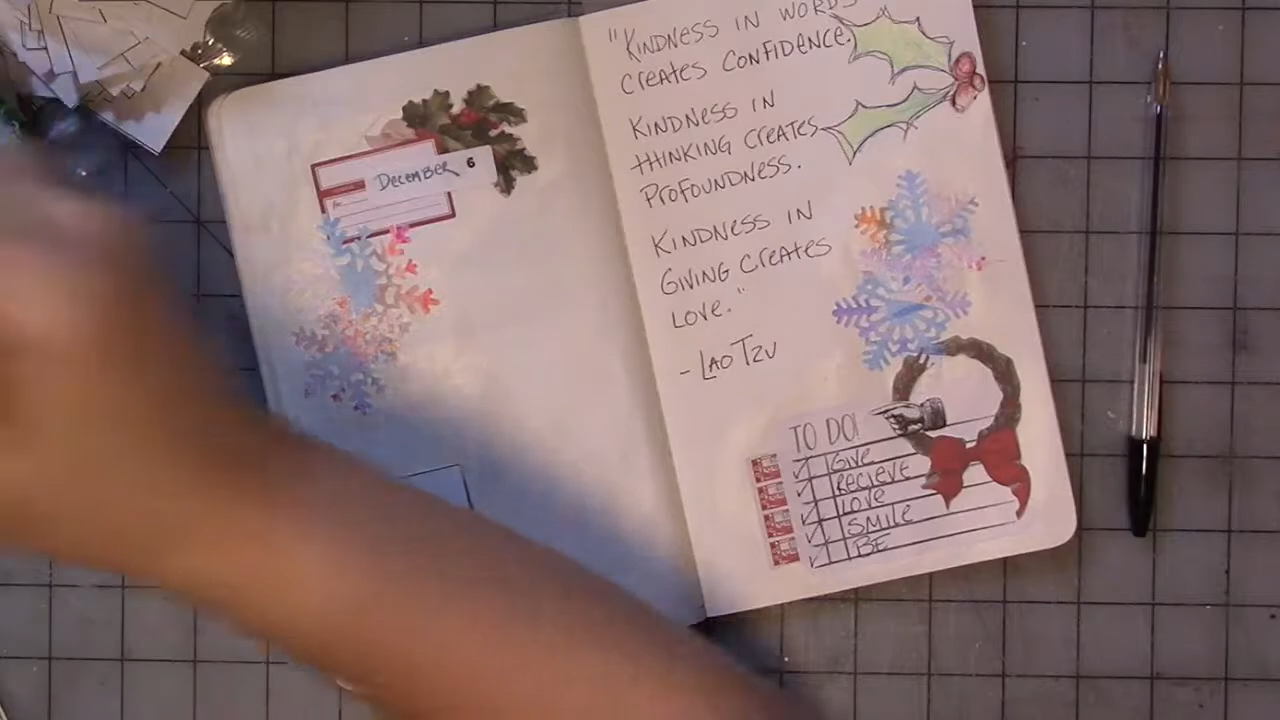 December 6
"KINDNESS IN WORDS
CREATES CONFIDENCE.
KINDNESS IN
THINKING CREATES
PROFOUNDNESS.
KINDNESS IN
GIVING CREATES
LOVE."
- LAO TZU
TO DO!
GIVE
RECIEVE
LOVE
SMILE
BE